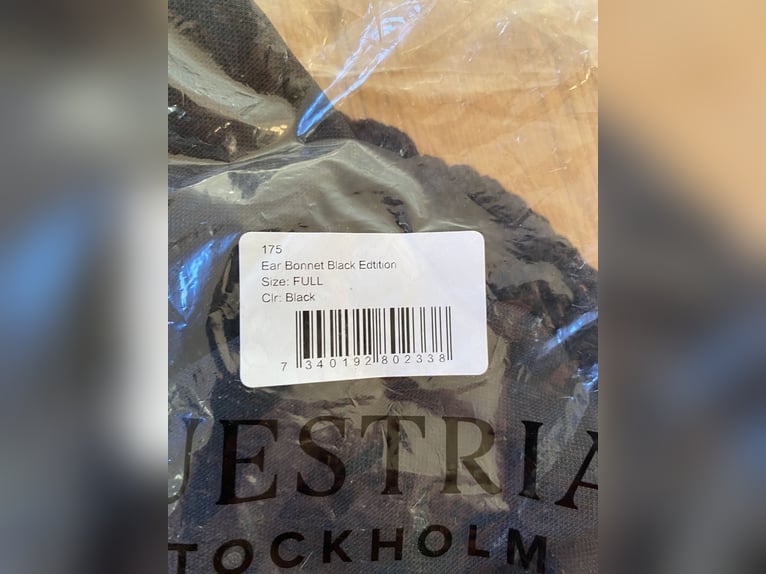 175
Ear Bonnet Black Edtition
Size: FULL
Clr: Black
7 340192 802338
UESTRIA
TOCKHOLM